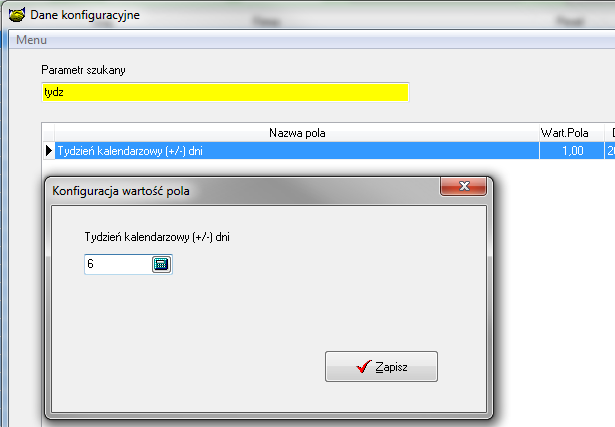 Dane konfiguracyjne
Menu
Parametr szukany
tydz
Nazwa pola Wart.Pola
Tydzień kalendarzowy (+/-) dni 1,00
Konfiguracja wartość pola
Tydzień kalendarzowy (+/-) dni
6
Zapisz